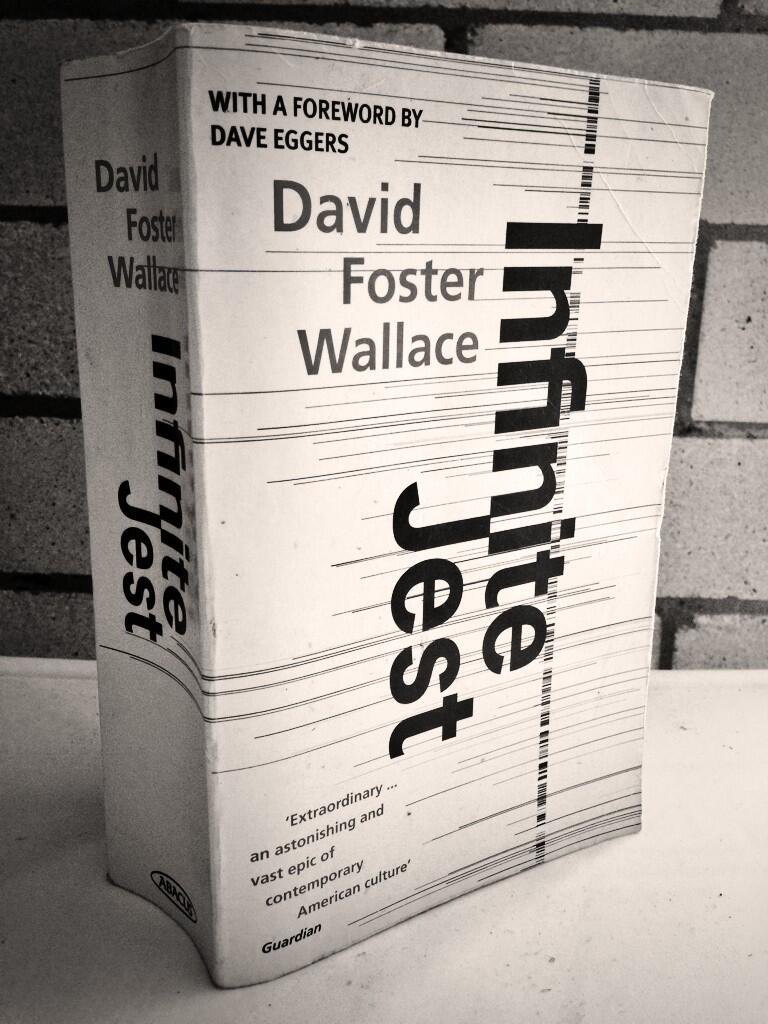 David
Foster
Wallace
Infinite
Jest
ABACUS
WITH A FOREWORD BY
DAVE EGGERS
David
Foster
Wallace
Infinite
Jest
'Extraordinary ...
an astonishing and
vast epic of
contemporary
American culture'
Guardian